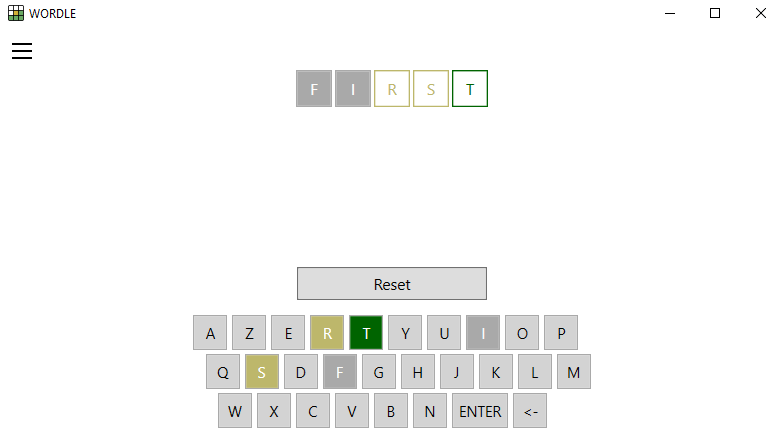 WORDLE
F I R S T
Reset
A Z E R T Y U I O P
Q S D F G H J K L M
W X C V B N ENTER <-